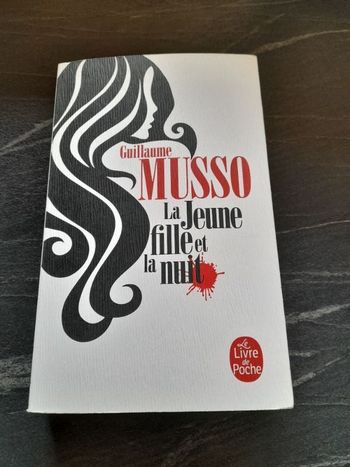 Guillaume
MUSSO
La Jeune
fille et
la nuit
Le
Livre
de
Poche